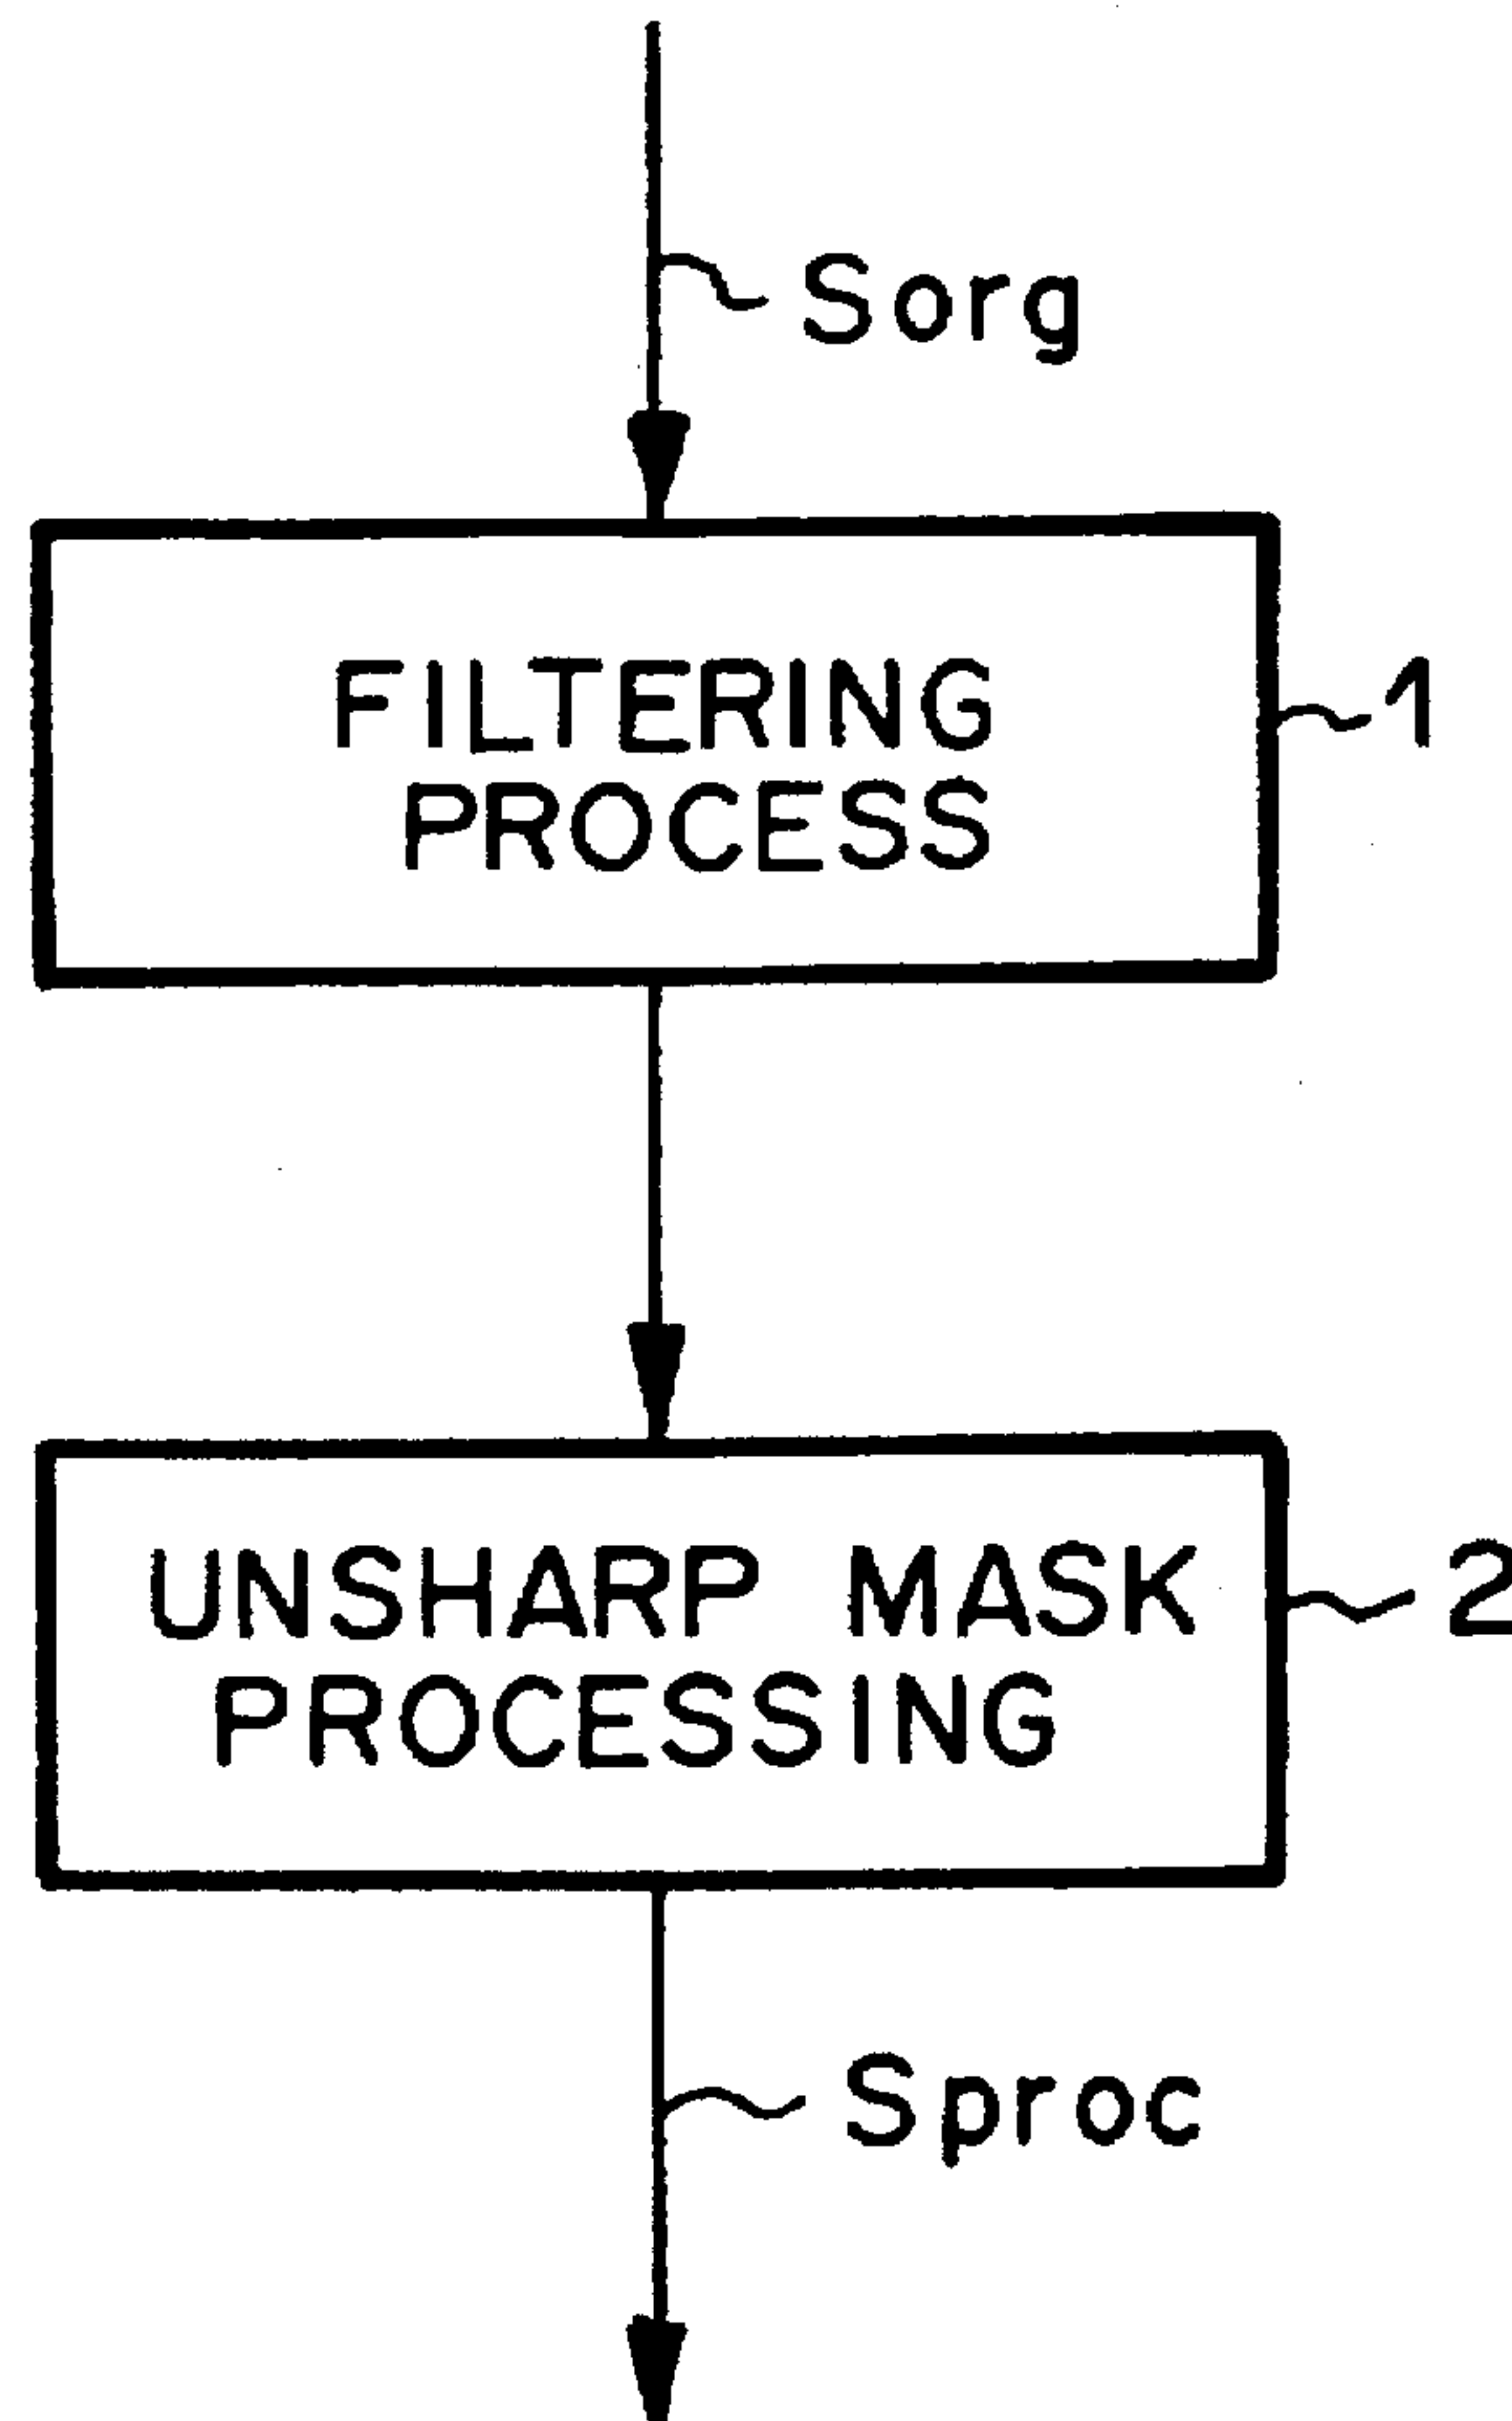 Sorg
FILTERING
PROCESS
1
UNSHARP MASK
PROCESSING
2
Sproc